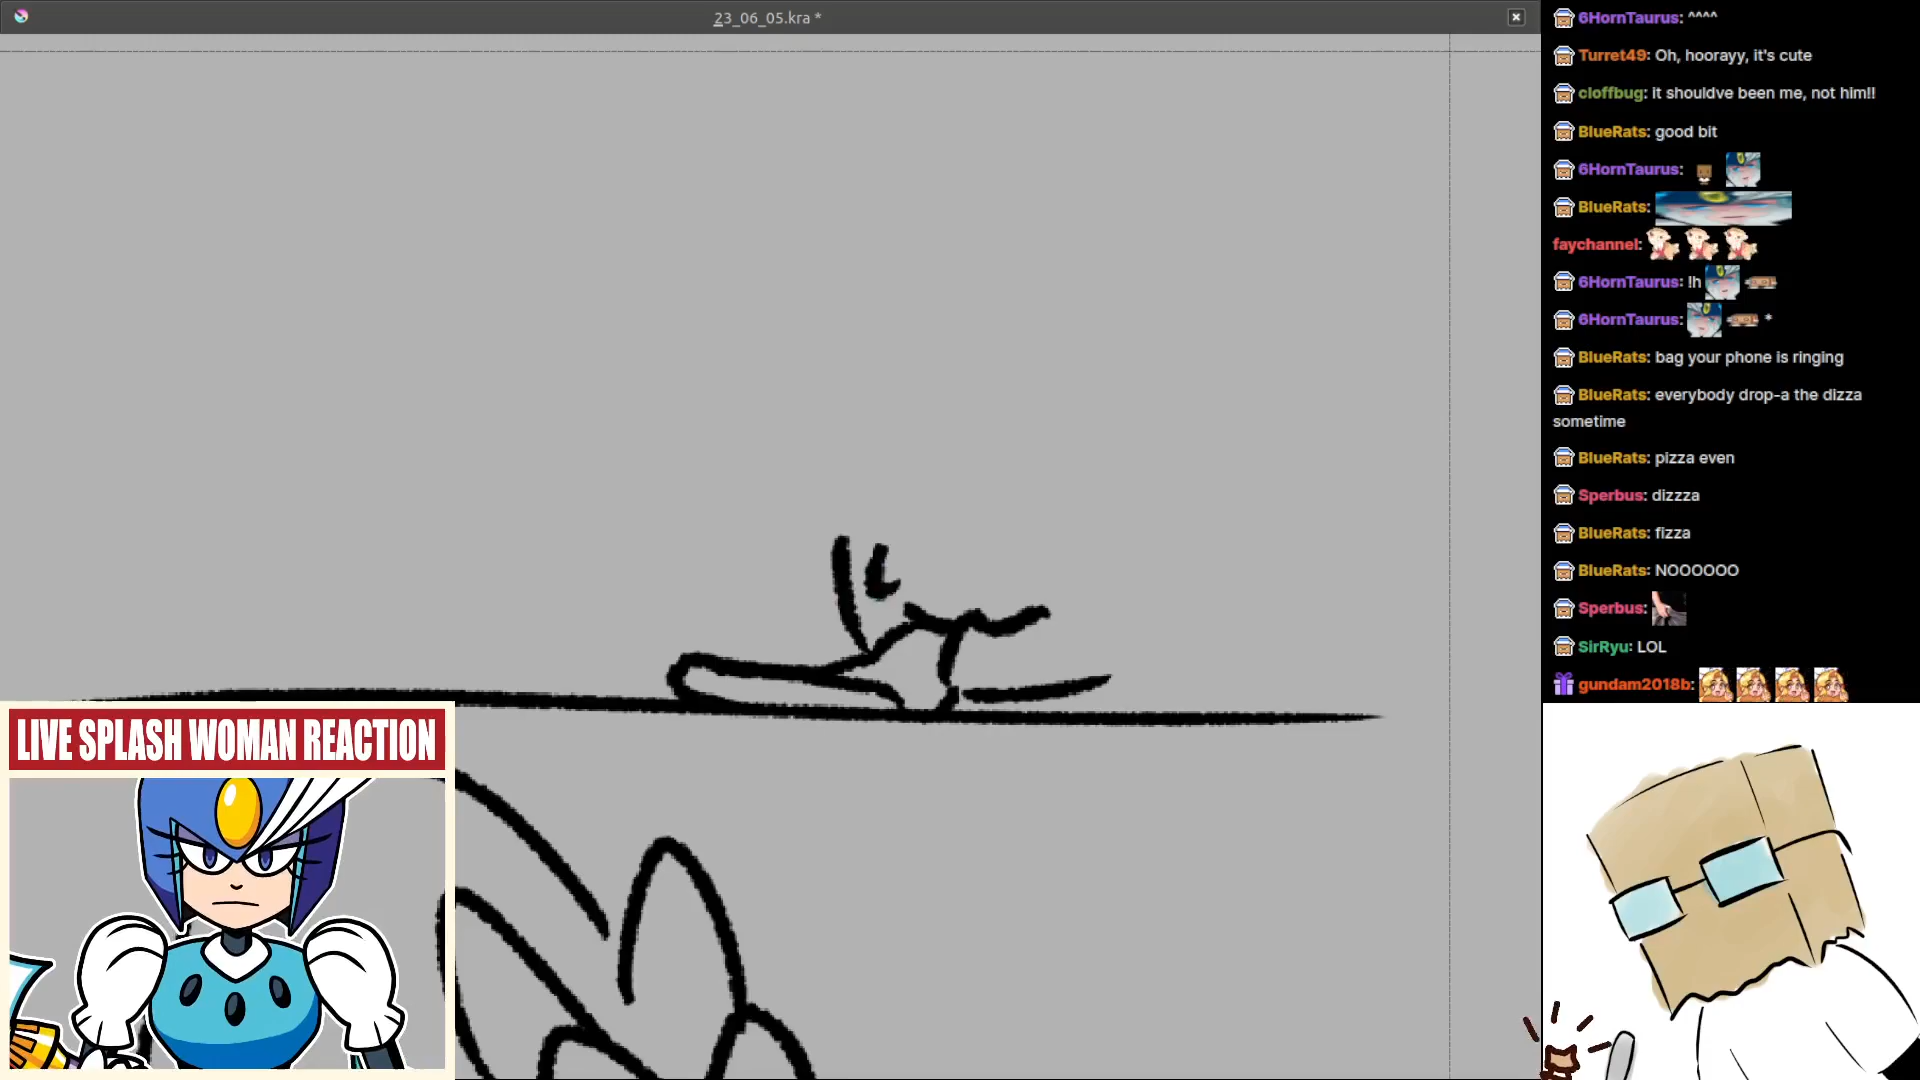 23_06_05.kra *
6HornTaurus: ^^^^
Turret49: Oh, hoorayy, it's cute
cloffbug: it shouldve been me, not him!!
BlueRats: good bit
6HornTaurus:
BlueRats:
faychannel:
6HornTaurus: !h
6HornTaurus: *
BlueRats: bag your phone is ringing
BlueRats: everybody drop-a the dizza
sometime
BlueRats: pizza even
Sperbus: dizzza
BlueRats: fizza
BlueRats: NOOOOOO
Sperbus:
SirRyu: LOL
gundam2018b:
LIVE SPLASH WOMAN REACTION